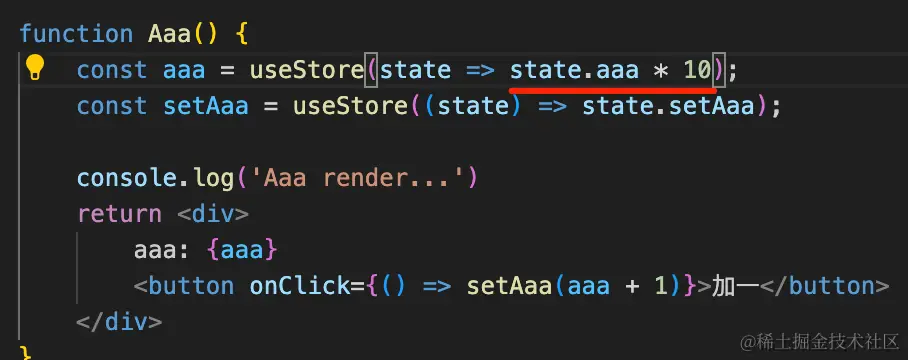 function Aaa() {
    const aaa = useStore(state => state.aaa * 10);
    const setAaa = useStore((state) => state.setAaa);
    console.log('Aaa render...')
    return <div>
        aaa: {aaa}
        <button onClick={() => setAaa(aaa + 1)}>加一</button>
    </div>
}
@稀土掘金技术社区